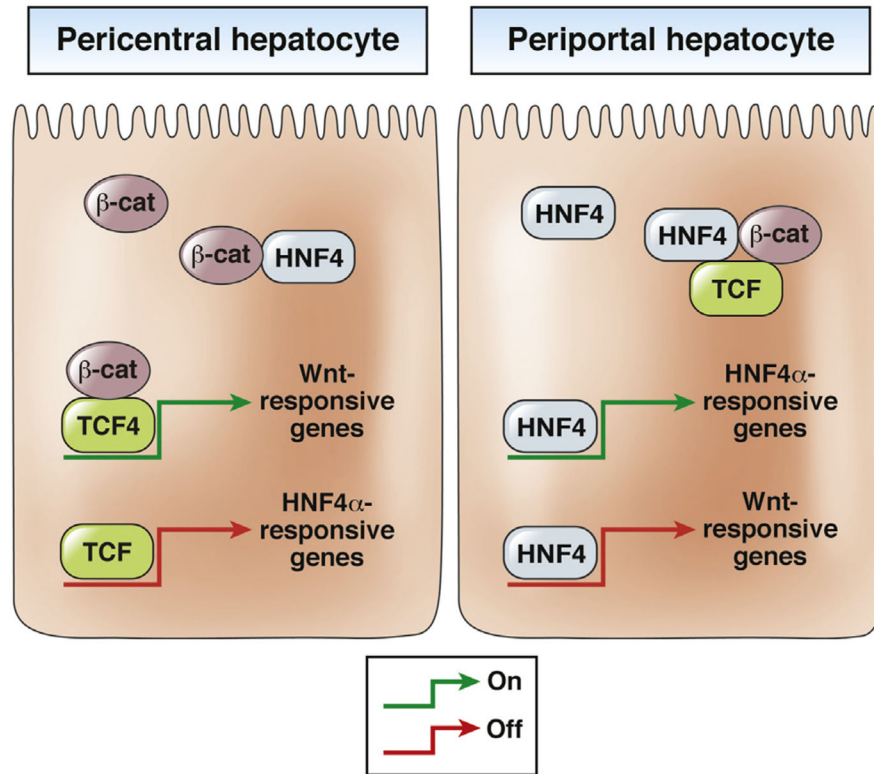 Pericentral hepatocyte
β-cat
β-cat
HNF4
β-cat
TCF4
Wnt-
responsive
genes
TCF
HNF4α-
responsive
genes
Periportal hepatocyte
HNF4
HNF4
β-cat
TCF
HNF4
HNF4α-
responsive
genes
HNF4
Wnt-
responsive
genes
On
Off